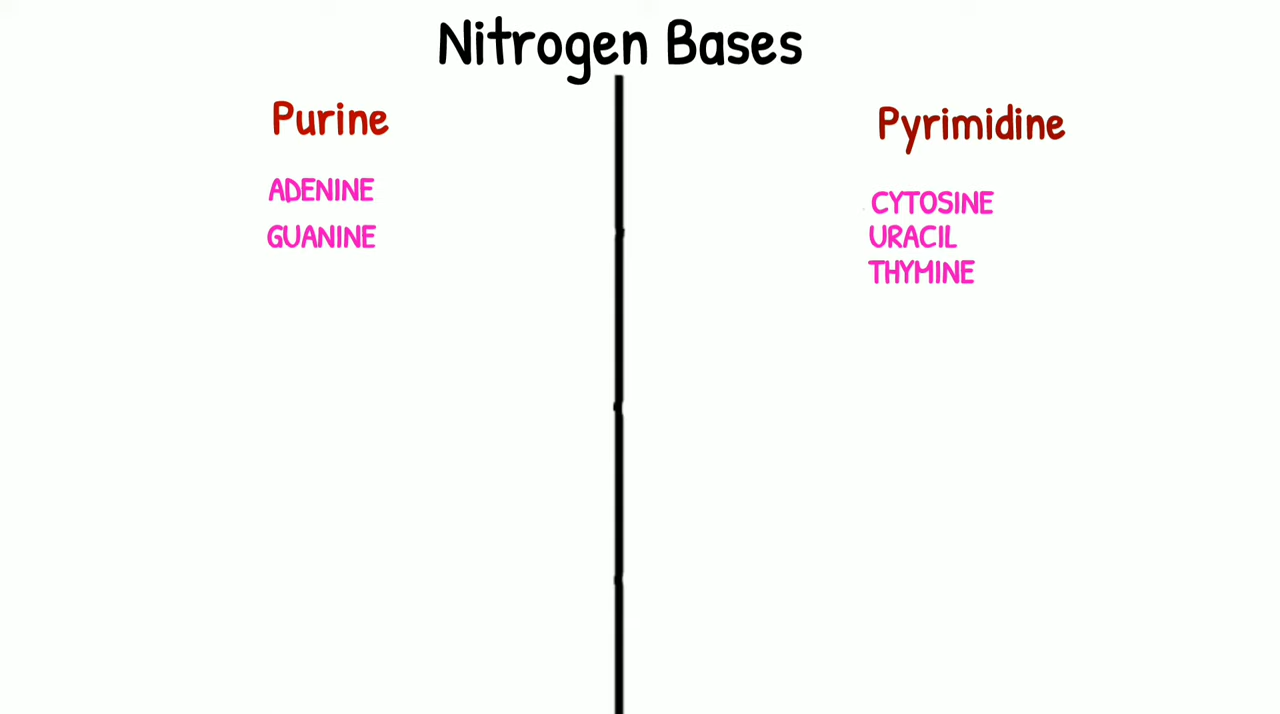 Nitrogen Bases
Purine
ADENINE
GUANINE
Pyrimidine
CYTOSINE
URACIL
THYMINE